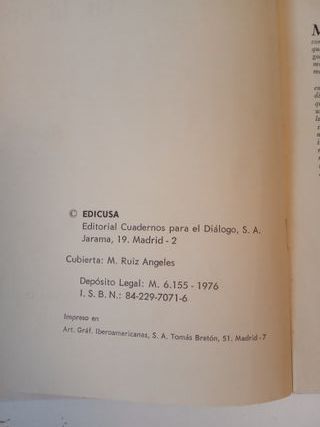 © EDICUSA
Editorial Cuadernos para el Diálogo, S. A.
Jarama, 19. Madrid - 2
Cubierta: M. Ruiz Angeles
Depósito Legal: M. 6.155 - 1976
I. S. B. N.: 84-229-7071-6
Impreso en
Art. Gráf. Iberoamericanas, S. A. Tomás Bretón, 51. Madrid - 7